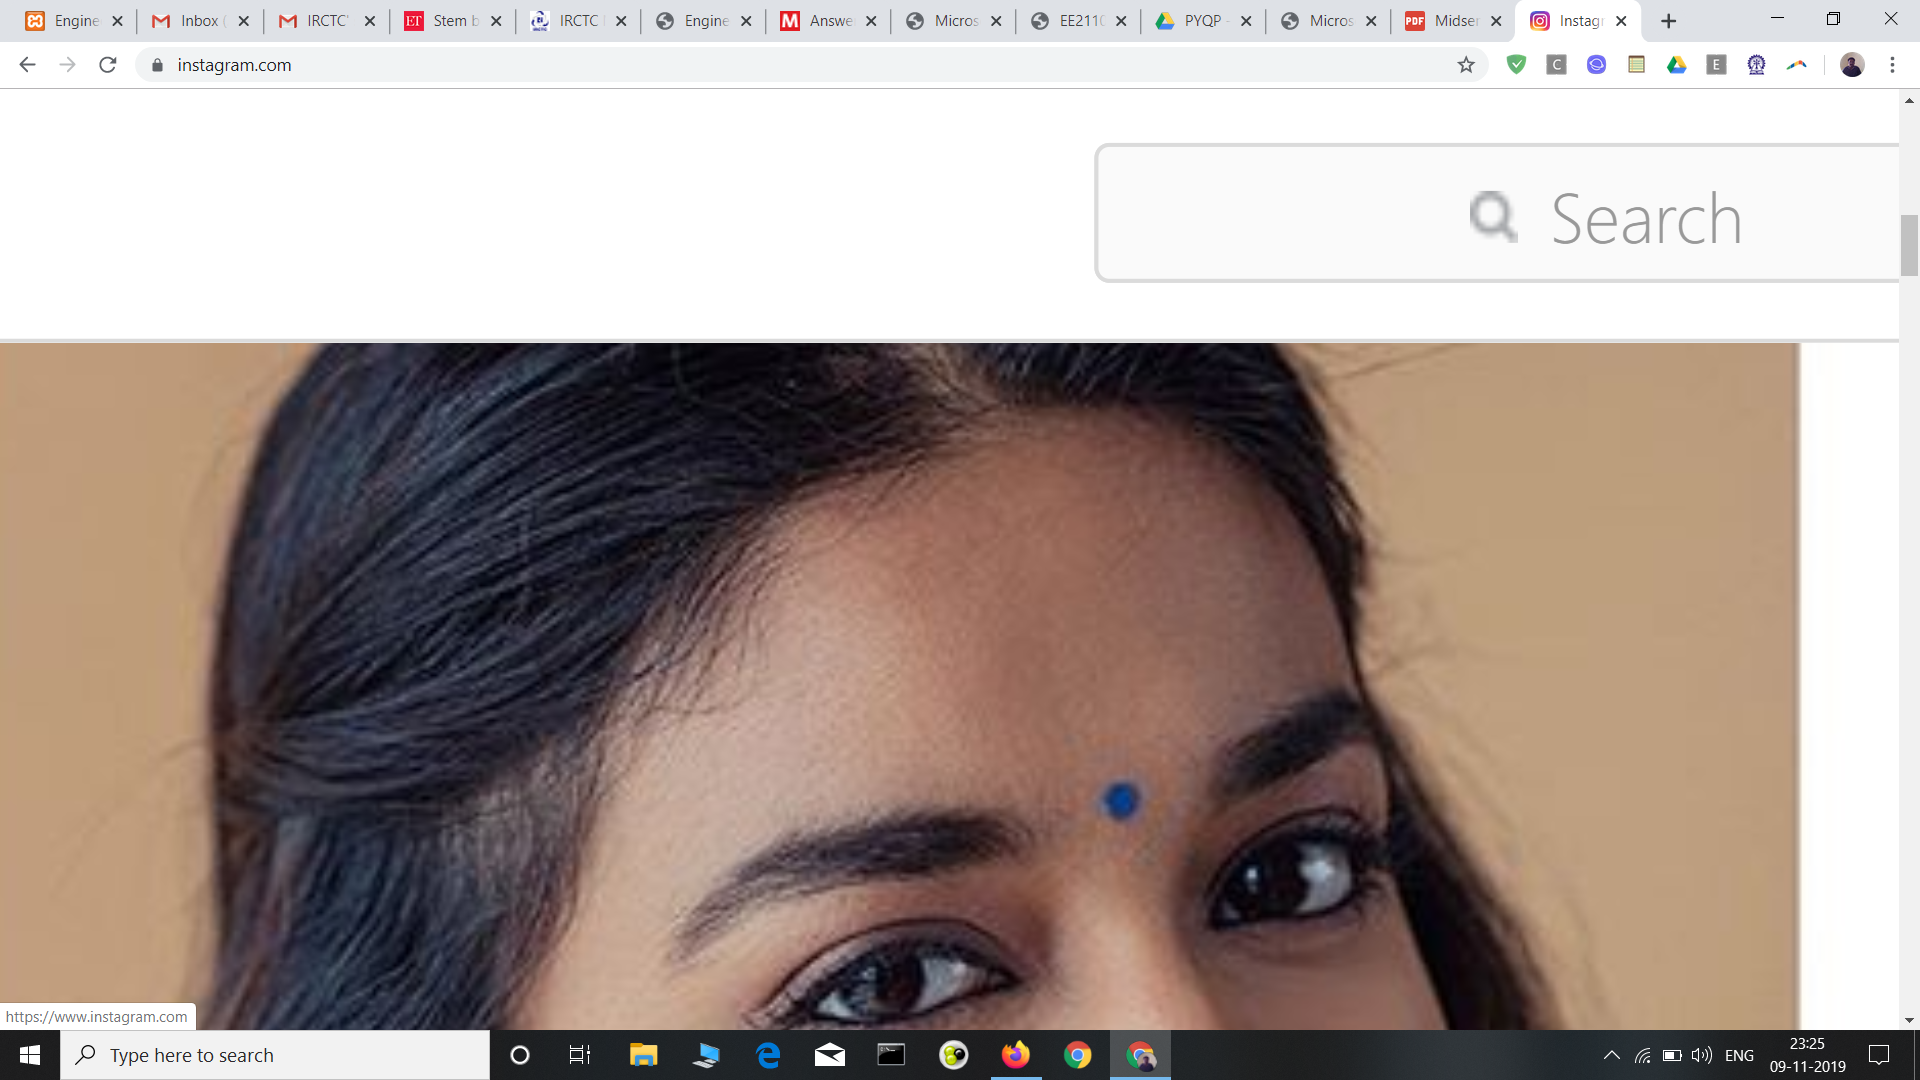 Engine
Inbox (
IRCTC'
Stem b
IRCTC
Engine
Answe
Micros
EE2110
PYQP -
Micros
Midser
Instagr
instagram.com
Search
https://www.instagram.com
Type here to search
ENG
23:25
09-11-2019